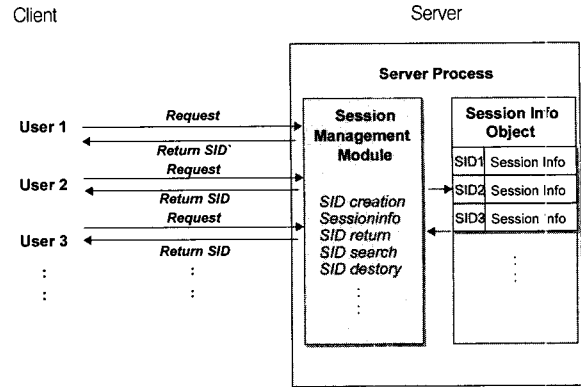 Client
Server
Server Process
User 1
Request
Return SID`
User 2
Request
Return SID
User 3
Request
Return SID
Session
Management
Module
SID creation
Sessioninfo
SID return
SID search
SID destory
Session Info
Object
SID1 Session Info
SID2 Session Info
SID3 Session Info